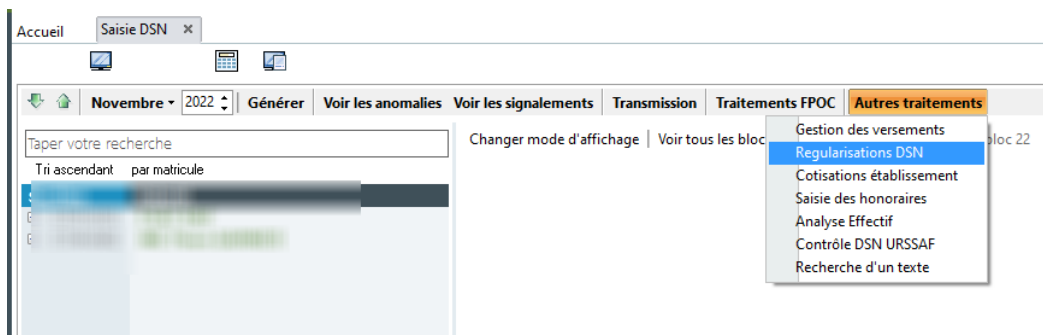 Accueil Saisie DSN ×
Novembre 2022 Générer Voir les anomalies Voir les signalements Transmission Traitements FPOC Autres traitements
Taper votre recherche
Changer mode d'affichage | Voir tous les bloc bloc 22
Tri ascendant par matricule
Gestion des versements
Regularisations DSN
Cotisations établissement
Saisie des honoraires
Analyse Effectif
Contrôle DSN URSSAF
Recherche d'un texte